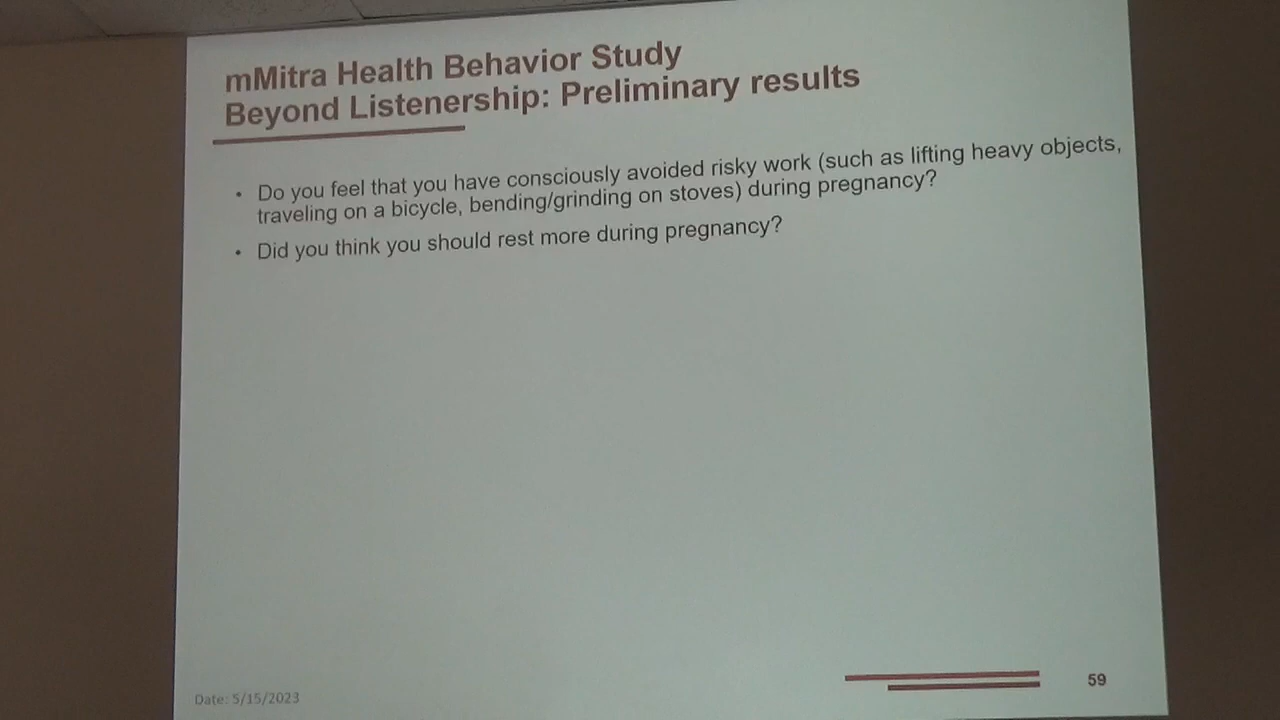 mMitra Health Behavior Study
Beyond Listenership: Preliminary results
• Do you feel that you have consciously avoided risky work (such as lifting heavy objects,
traveling on a bicycle, bending/grinding on stoves) during pregnancy?
• Did you think you should rest more during pregnancy?
Date: 5/15/2023
59